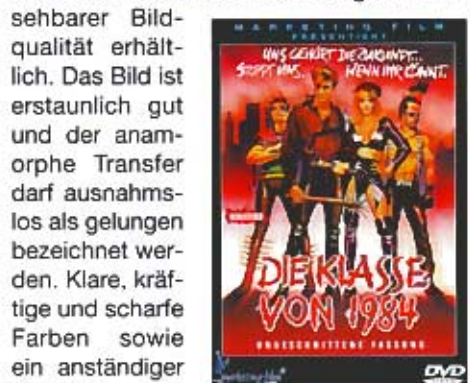 sehbarer Bild-
qualität erhält-
lich. Das Bild ist
erstaunlich gut
und der anam-
orphe Transfer
darf ausnahms-
los als gelungen
bezeichnet wer-
den. Klare, kräf-
tige und scharfe
Farben sowie
ein anständiger
MARKETING FILM
PRÄSENTIERT
UNS GEHÖRT DIE ZUKUNFT...
STOPPT UNS. WENN IHR KÖNNT.
DIE KLASSE
VON 1984
UNGESCHNITTENE FASSUNG
DVD